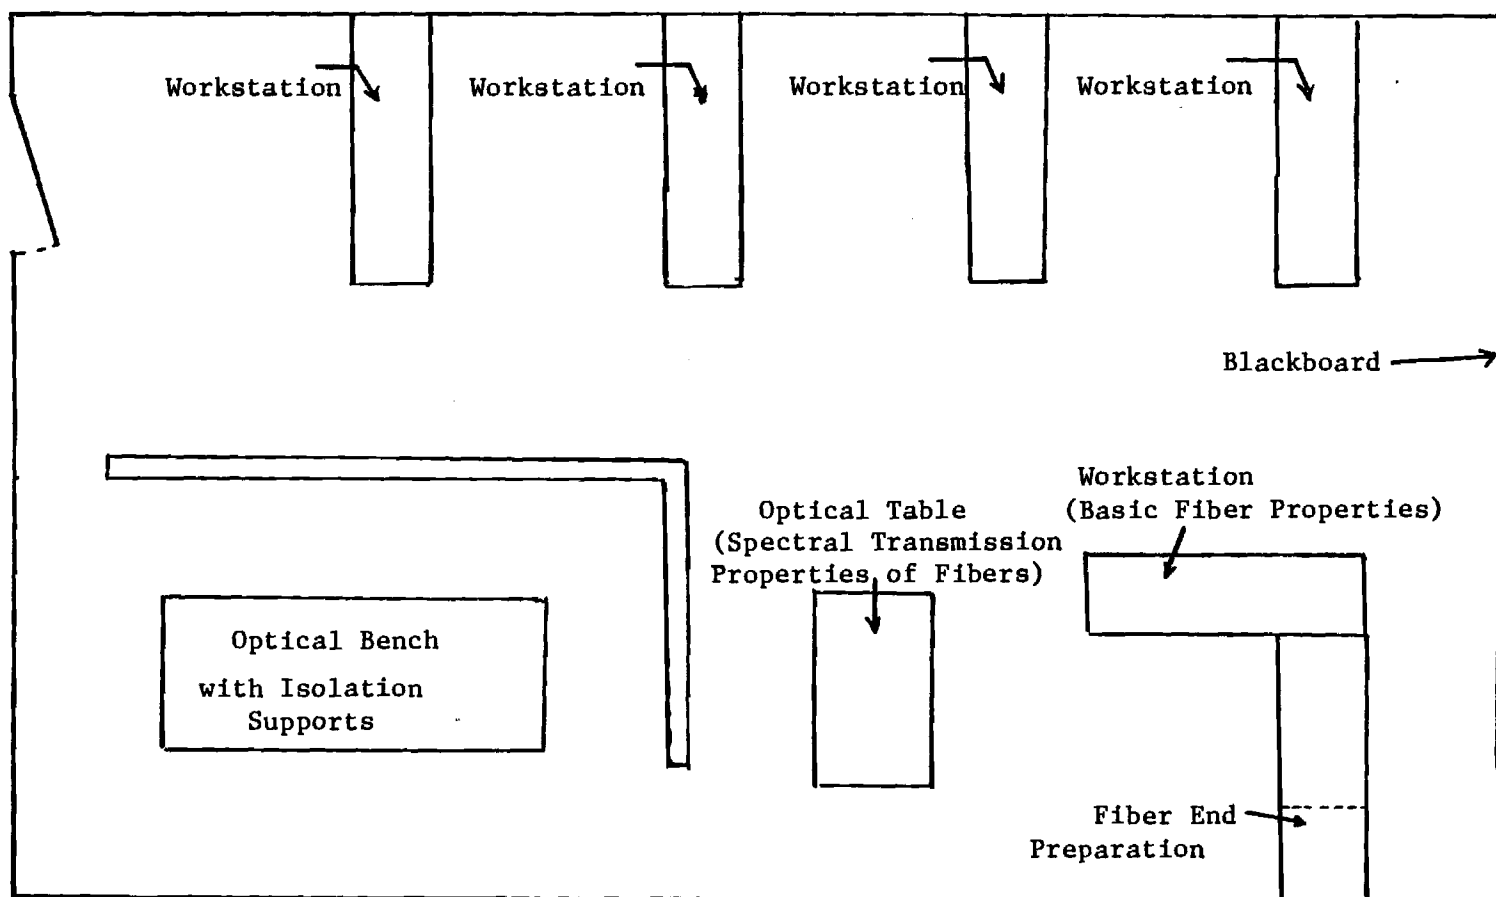 Workstation
Workstation
Workstation
Workstation
Blackboard
Workstation
(Basic Fiber Properties)
Optical Table
(Spectral Transmission
Properties of Fibers)
Optical Bench
with Isolation
Supports
Fiber End
Preparation